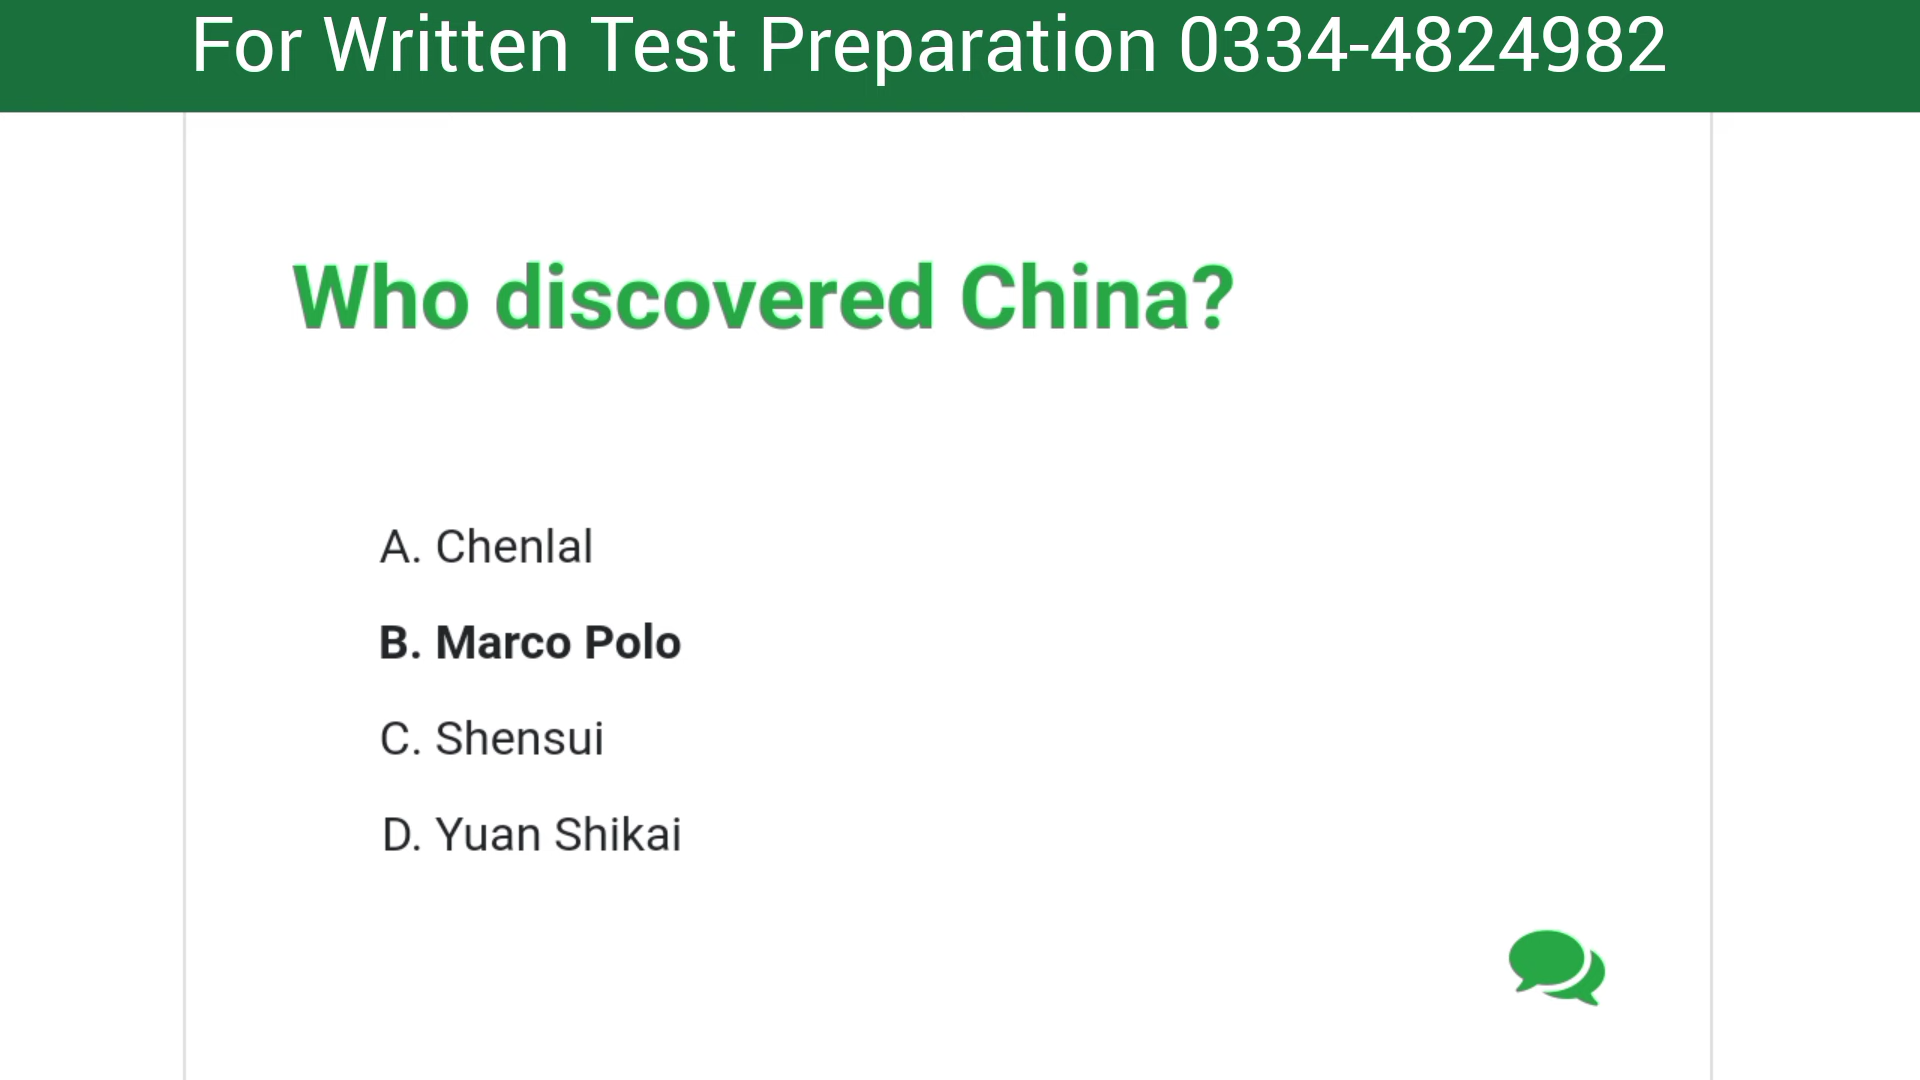 For Written Test Preparation 0334-4824982
Who discovered China?
A. Chenlal
B. Marco Polo
C. Shensui
D. Yuan Shikai